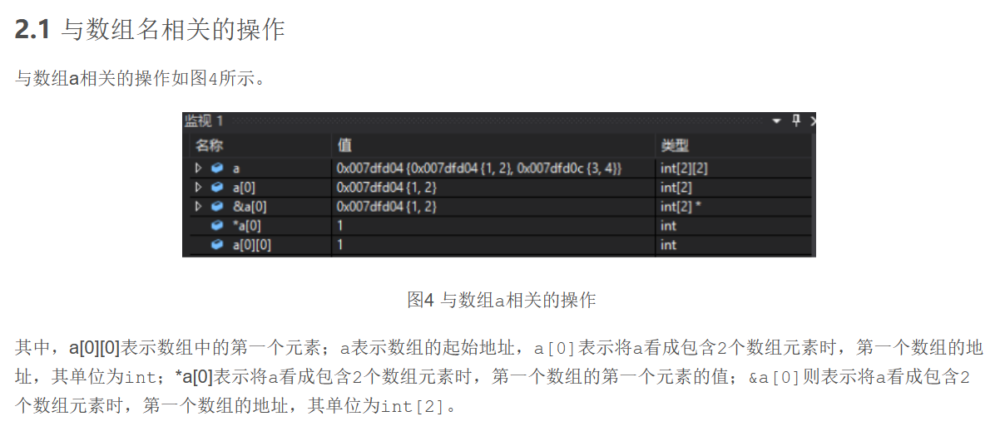 2.1 与数组名相关的操作
与数组a相关的操作如图4所示。
监视 1
名称 值 类型
a 0x007dfd04 {0x007dfd04 {1, 2}, 0x007dfd0c {3, 4}} int[2][2]
a[0] 0x007dfd04 {1, 2} int[2]
&a[0] 0x007dfd04 {1, 2} int[2] *
*a[0] 1 int
a[0][0] 1 int
图4 与数组a相关的操作
其中，a[0][0]表示数组中的第一个元素；a表示数组的起始地址，a[0]表示将a看成包含2个数组元素时，第一个数组的地
址，其单位为int；*a[0]表示将a看成包含2个数组元素时，第一个数组的第一个元素的值；&a[0]则表示将a看成包含2
个数组元素时，第一个数组的地址，其单位为int[2]。